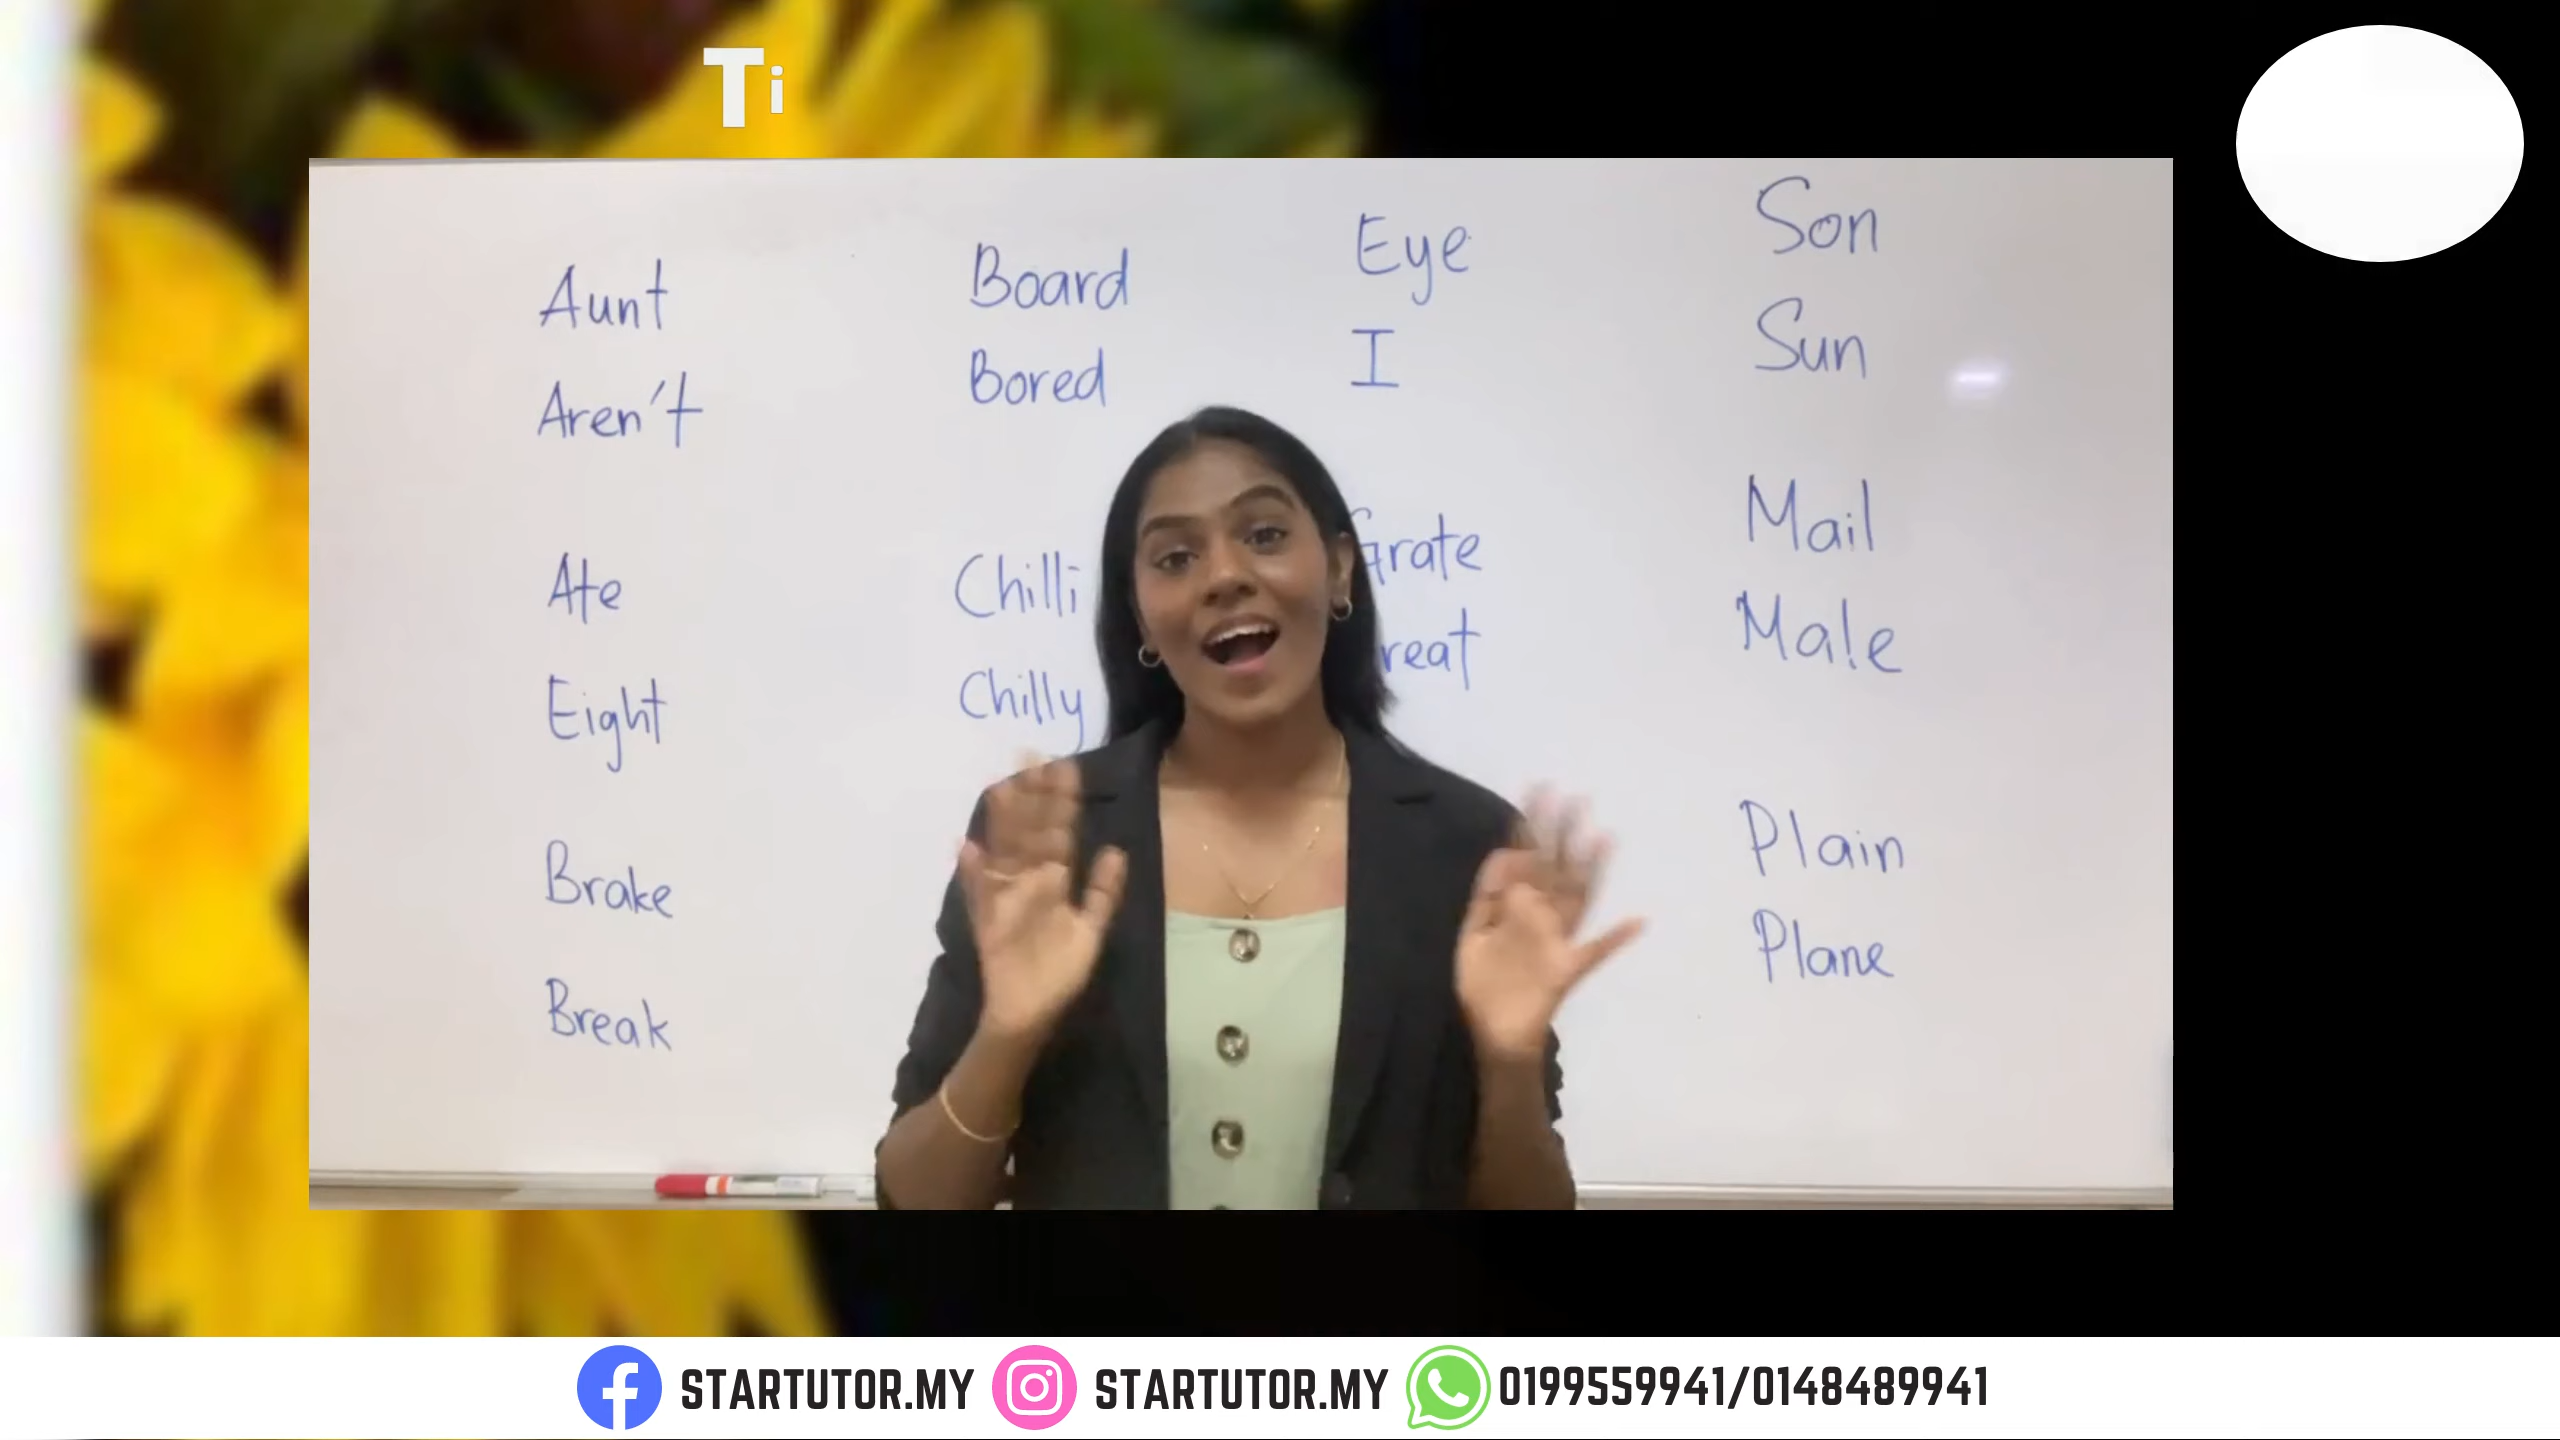 Ti
Aunt
Aren't
Ate
Eight
Brake
Break
Board
Bored
Chilli
Chilly
Eye
I
Grate
reat
Son
Sun
Mail
Male
Plain
Plane
STARTUTOR.MY STARTUTOR.MY 0199559941/0148489941